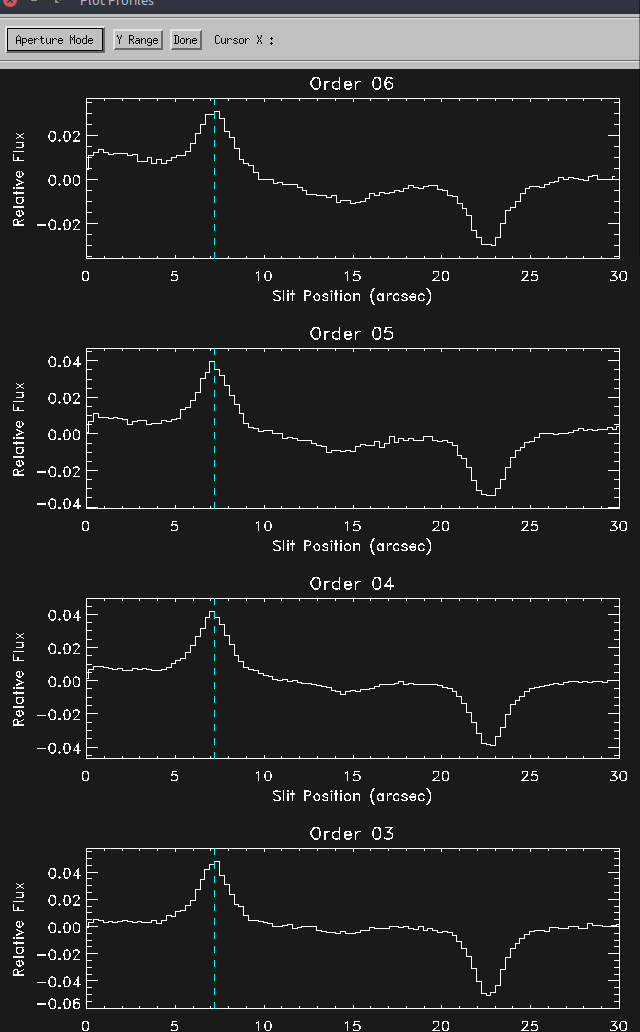 Plot Profiles
Aperture Mode Y Range Done Cursor X :
Order 06
Relative Flux
0.02
0.00
−0.02
0 5 10 15 20 25 30
Slit Position (arcsec)
Order 05
Relative Flux
0.04
0.02
0.00
−0.02
−0.04
0 5 10 15 20 25 30
Slit Position (arcsec)
Order 04
Relative Flux
0.04
0.02
0.00
−0.02
−0.04
0 5 10 15 20 25 30
Slit Position (arcsec)
Order 03
Relative Flux
0.04
0.02
0.00
−0.02
−0.04
−0.06
0 5 10 15 20 25 30